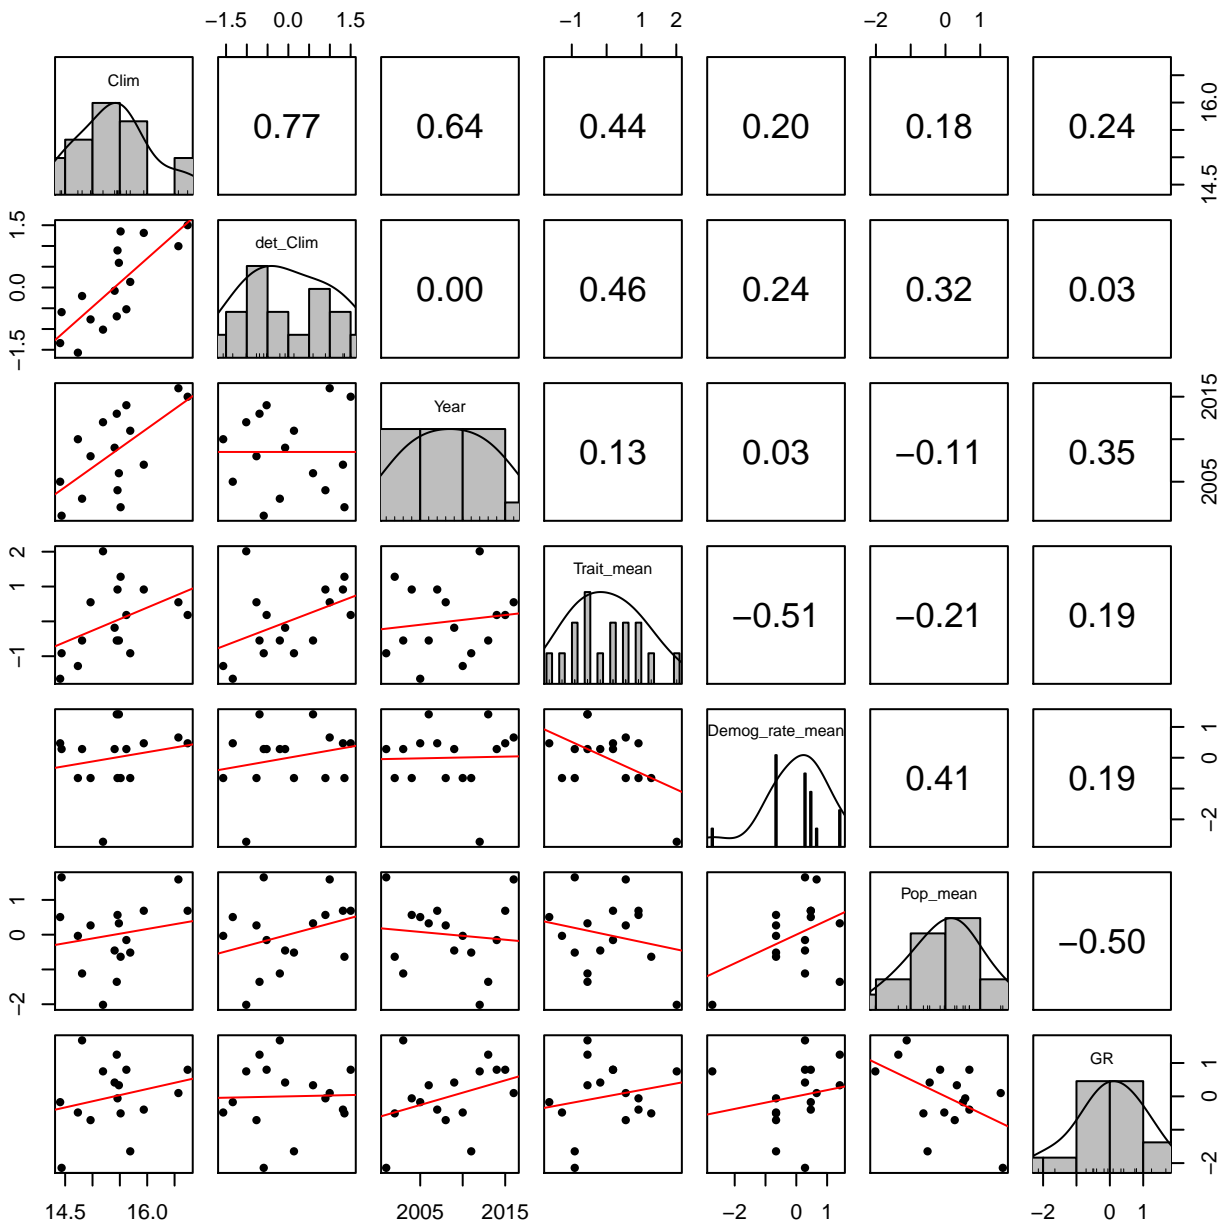 −1.5 0.0 1.5 −1 1 2 −2 0 1
Clim 0.77 0.64 0.44 0.20 0.18 0.24 14.5 16.0
−1.5 0.0 1.5 det_Clim 0.00 0.46 0.24 0.32 0.03
Year 0.13 0.03 −0.11 0.35 2005 2015
−1 1 2 Trait_mean −0.51 −0.21 0.19
Demog_rate_mean 0.41 0.19 −2 0 1
−2 0 1 Pop_mean −0.50
GR −2 0 1
14.5 16.0 2005 2015 −2 0 1 −2 0 1